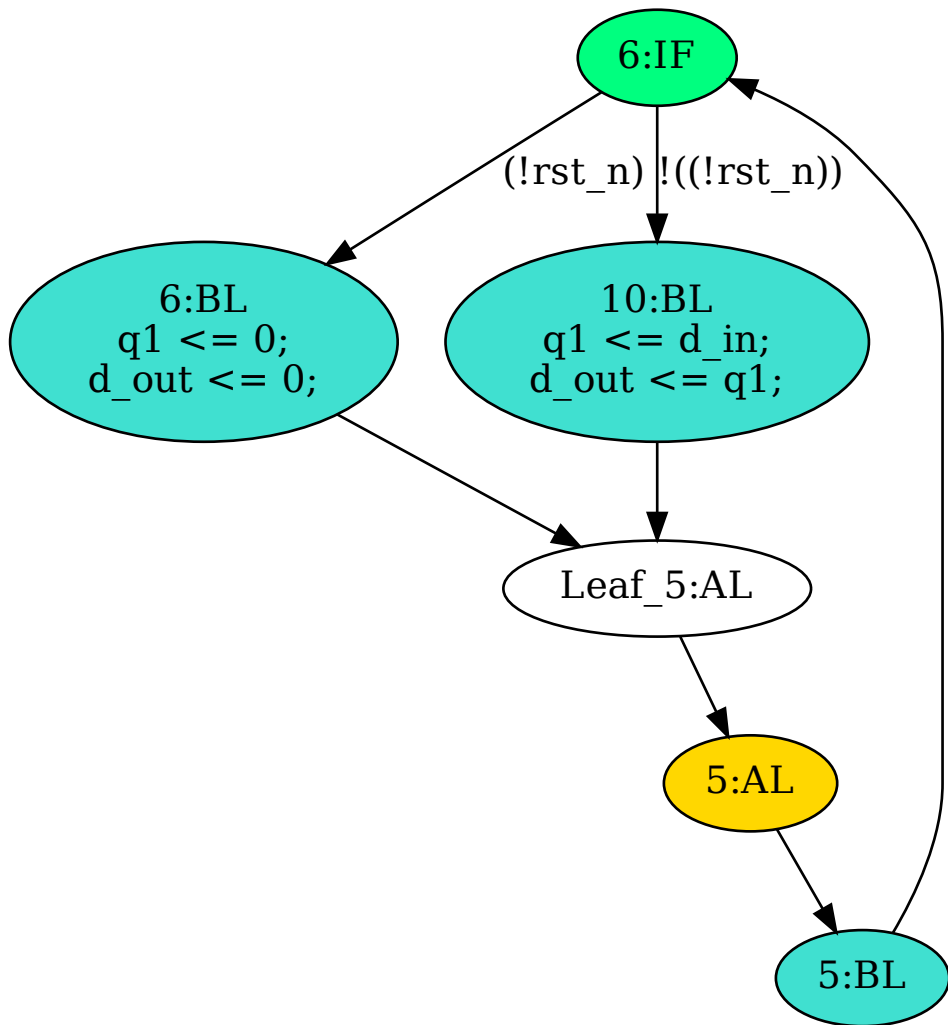 6:IF
(!rst_n)
!((!rst_n))
6:BL
q1 <= 0;
d_out <= 0;
10:BL
q1 <= d_in;
d_out <= q1;
Leaf_5:AL
5:AL
5:BL